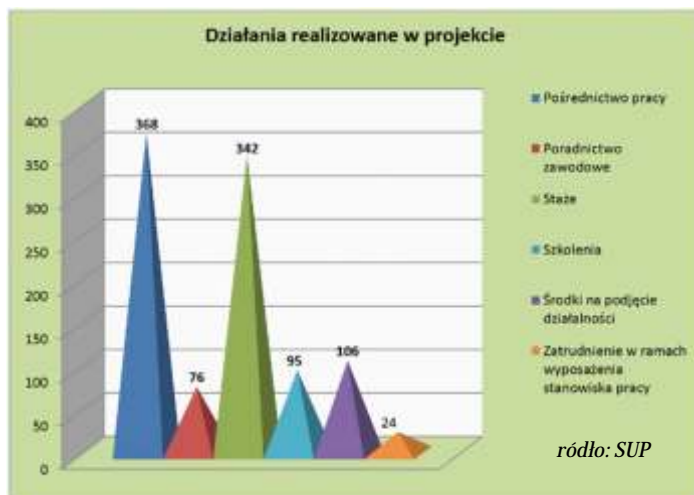 Działania realizowane w projekcie
400
350
300
250
200
150
100
50
0
368
76
342
95
106
24
Pośrednictwo pracy
Poradnictwo
zawodowe
Staże
Szkolenia
Środki na podjęcie
działalności
Zatrudnienie w ramach
wyposażenia
stanowiska pracy
ródło: SUP